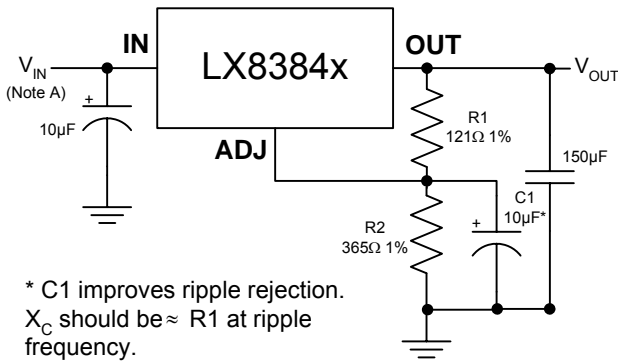 IN
LX8384x
OUT
V_IN
(Note A)
V_OUT
+
10µF
ADJ
R1
121Ω 1%
150µF
R2
365Ω 1%
C1
10µF*
+
* C1 improves ripple rejection.
X_C should be ≈ R1 at ripple
frequency.